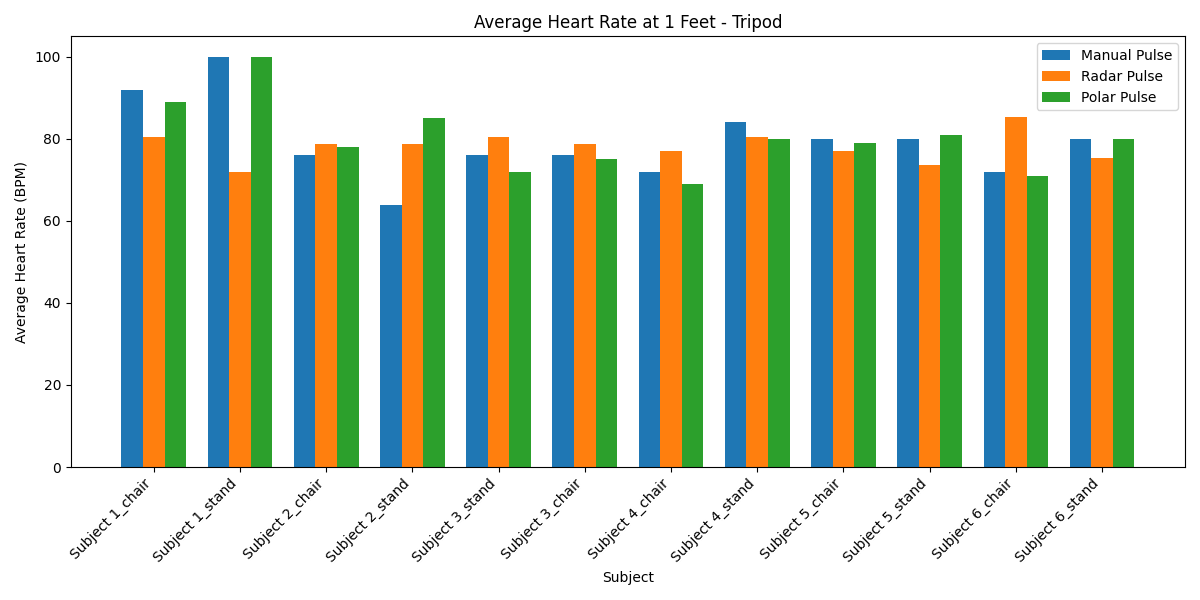 Average Heart Rate at 1 Feet - Tripod
Manual Pulse
Radar Pulse
Polar Pulse
Average Heart Rate (BPM)
100
80
60
40
20
0
Subject 1_chair
Subject 1_stand
Subject 2_chair
Subject 2_stand
Subject 3_stand
Subject 3_chair
Subject 4_chair
Subject 4_stand
Subject 5_chair
Subject 5_stand
Subject 6_chair
Subject 6_stand
Subject